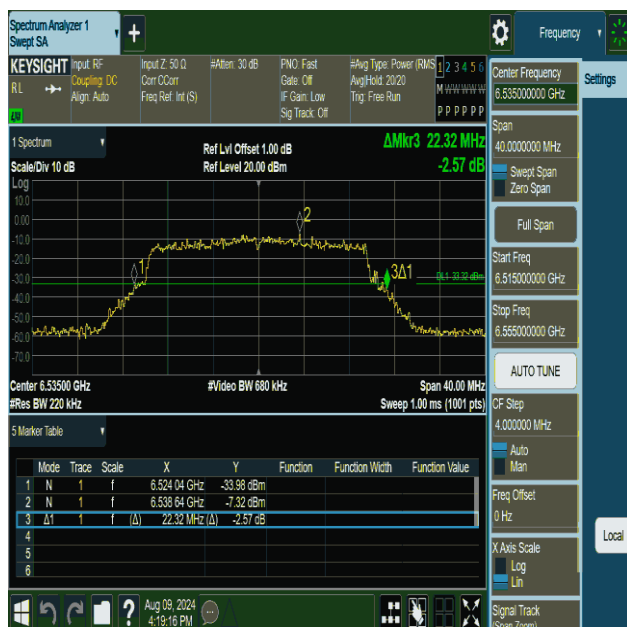 Spectrum Analyzer 1
Swept SA
+
Frequency
KEYSIGHT
RL
Input: RF
Coupling: DC
Align: Auto
Input Z: 50 Ω
Corr CCorr
Freq Ref: Int (S)
#Atten: 30 dB
PNO: Fast
Gate: Off
IF Gain: Low
Sig Track: Off
#Avg Type: Power (RMS
Avg|Hold: 20/20
Trig: Free Run
1 2 3 4 5 6
M W W W W W
P P P P P P
1 Spectrum
Scale/Div 10 dB
Ref Lvl Offset 1.00 dB
Ref Level 20.00 dBm
ΔMkr3 22.32 MHz
-2.57 dB
Log
10.0
0.00
-10.0
-20.0
-30.0
-40.0
-50.0
-60.0
-70.0
1
2
3Δ1
DL1 -33.32 dBm
Center 6.53500 GHz
#Res BW 220 kHz
#Video BW 680 kHz
Span 40.00 MHz
Sweep 1.00 ms (1001 pts)
5 Marker Table
Mode Trace Scale X Y Function Function Width Function Value
1 N 1 f 6.524 04 GHz -33.98 dBm
2 N 1 f 6.538 64 GHz -7.32 dBm
3 Δ1 1 f (Δ) 22.32 MHz (Δ) -2.57 dB
4
5
6
Aug 09, 2024
4:19:16 PM
Center Frequency
6.535000000 GHz
Settings
Span
40.0000000 MHz
Swept Span
Zero Span
Full Span
Start Freq
6.515000000 GHz
Stop Freq
6.555000000 GHz
AUTO TUNE
CF Step
4.000000 MHz
Auto
Man
Freq Offset
0 Hz
Local
X Axis Scale
Log
Lin
Signal Track
(Span Zoom)